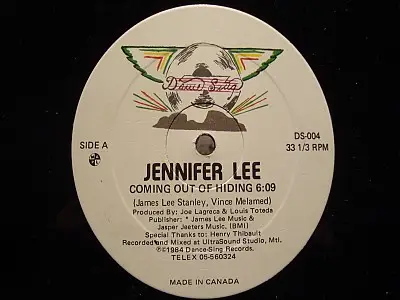 Dance-Sing
SIDE A
DS-004
33 1/3 RPM
JENNIFER LEE
COMING OUT OF HIDING 6:09
(James Lee Stanley, Vince Melamed)
Produced By: Joe Lagreca & Louis Toteda
Publisher: * James Lee Music &
Jasper Jeeters Music. (BMI)
Special Thanks to: Henry Thibault
Recorded and Mixed at UltraSound Studio, Mtl.
℗©1984 Dance-Sing Records.
TELEX 05-560324
MADE IN CANADA